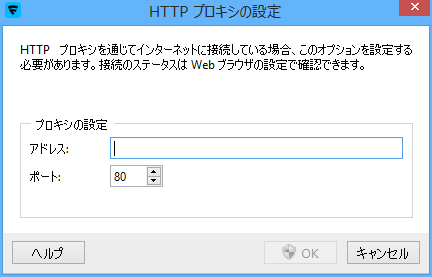 HTTP プロキシの設定
HTTP プロキシを通じてインターネットに接続している場合、このオプションを設定する
必要があります。接続のステータスは Web ブラウザの設定で確認できます。
プロキシの設定
アドレス:
ポート: 80
ヘルプ OK キャンセル